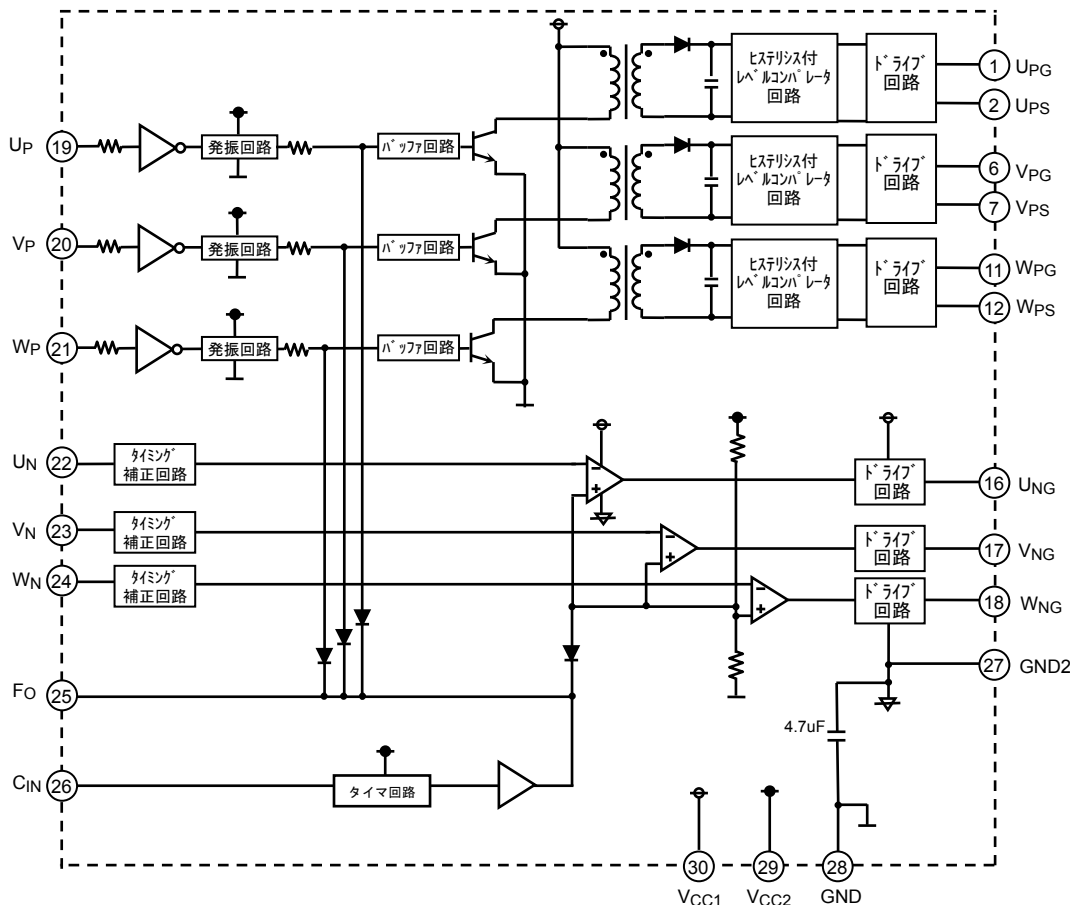 ﾋｽﾃﾘｼｽ付
ﾚﾍﾞﾙｺﾝﾊﾟﾚｰﾀ
回路
ﾄﾞﾗｲﾌﾞ
回路
1 UPG
2 UPS
UP 19
発振回路
ﾊﾞｯﾌｧ回路
ﾋｽﾃﾘｼｽ付
ﾚﾍﾞﾙｺﾝﾊﾟﾚｰﾀ
回路
ﾄﾞﾗｲﾌﾞ
回路
6 VPG
7 VPS
VP 20
発振回路
ﾊﾞｯﾌｧ回路
ﾋｽﾃﾘｼｽ付
ﾚﾍﾞﾙｺﾝﾊﾟﾚｰﾀ
回路
ﾄﾞﾗｲﾌﾞ
回路
11 WPG
12 WPS
WP 21
発振回路
ﾊﾞｯﾌｧ回路
UN 22
ﾀｲﾐﾝｸﾞ
補正回路
−
+
ﾄﾞﾗｲﾌﾞ
回路
16 UNG
VN 23
ﾀｲﾐﾝｸﾞ
補正回路
−
+
ﾄﾞﾗｲﾌﾞ
回路
17 VNG
WN 24
ﾀｲﾐﾝｸﾞ
補正回路
−
+
ﾄﾞﾗｲﾌﾞ
回路
18 WNG
27 GND2
FO 25
4.7uF
CIN 26
タイマ回路
30
VCC1
29
VCC2
28
GND